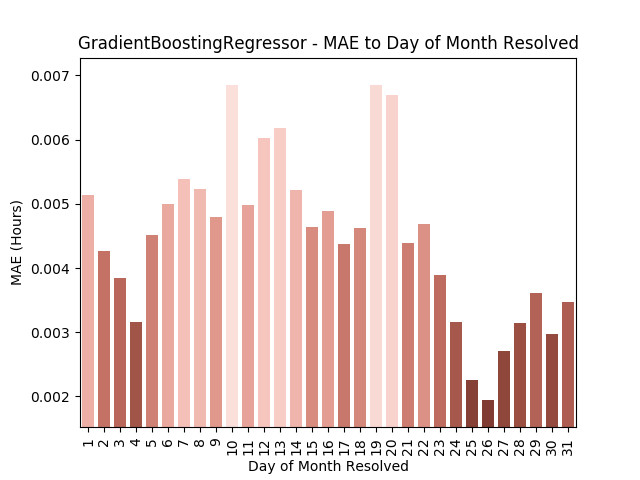 GradientBoostingRegressor - MAE to Day of Month Resolved
0.007
0.006
0.005
0.004
0.003
0.002
MAE (Hours)
1 2 3 4 5 6 7 8 9 10 11 12 13 14 15 16 17 18 19 20 21 22 23 24 25 26 27 28 29 30 31
Day of Month Resolved